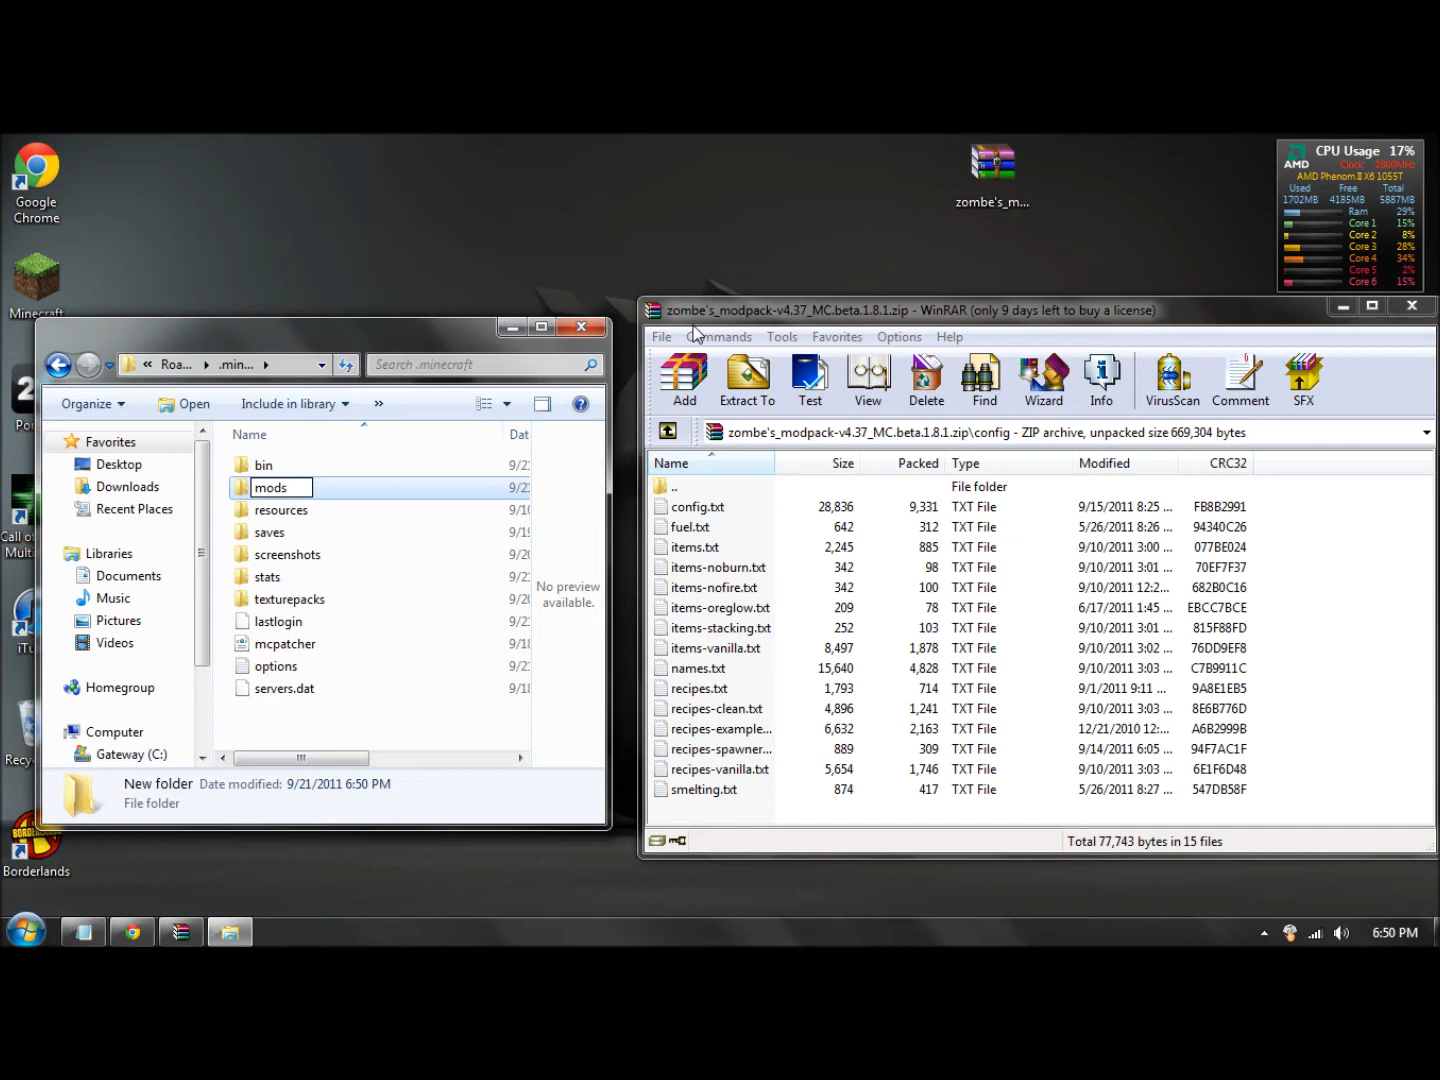 Google
Chrome
Minecraft
zombe's_m...
CPU Usage 17%
AMD Clock: 2800MHz
AMD Phenom II X6 1055T
Used Free Total
1702MB 4185MB 5887MB
Ram 29%
Core 1 15%
Core 2 8%
Core 3 28%
Core 4 34%
Core 5 2%
Core 6 15%
Call of
Multi
Recyc
Borderlands
« Roa... .min...
Search .minecraft
Organize Open Include in library »
Favorites
Desktop
Downloads
Recent Places
Libraries
Documents
Music
Pictures
Videos
Homegroup
Computer
Gateway (C:)
Name Dat
bin 9/2
mods 9/2
resources 9/10
saves 9/19
screenshots 9/20
stats 9/2
texturepacks 9/20
lastlogin 9/2
mcpatcher 9/18
options 9/2
servers.dat 9/18
No preview
available.
New folder Date modified: 9/21/2011 6:50 PM
File folder
zombe's_modpack-v4.37_MC.beta.1.8.1.zip - WinRAR (only 9 days left to buy a license)
File Commands Tools Favorites Options Help
Add Extract To Test View Delete Find Wizard Info VirusScan Comment SFX
zombe's_modpack-v4.37_MC.beta.1.8.1.zip\config - ZIP archive, unpacked size 669,304 bytes
Name Size Packed Type Modified CRC32
.. File folder
config.txt 28,836 9,331 TXT File 9/15/2011 8:25 ... FB8B2991
fuel.txt 642 312 TXT File 5/26/2011 8:26 ... 94340C26
items.txt 2,245 885 TXT File 9/10/2011 3:00 ... 077BE024
items-noburn.txt 342 98 TXT File 9/10/2011 3:01 ... 70EF7F37
items-nofire.txt 342 100 TXT File 9/10/2011 12:2... 682B0C16
items-oreglow.txt 209 78 TXT File 6/17/2011 1:45 ... EBCC7BCE
items-stacking.txt 252 103 TXT File 9/10/2011 3:01 ... 815F88FD
items-vanilla.txt 8,497 1,878 TXT File 9/10/2011 3:02 ... 76DD9EF8
names.txt 15,640 4,828 TXT File 9/10/2011 3:03 ... C7B9911C
recipes.txt 1,793 714 TXT File 9/1/2011 9:11 ... 9A8E1EB5
recipes-clean.txt 4,896 1,241 TXT File 9/10/2011 3:03 ... 8E6B776D
recipes-example... 6,632 2,163 TXT File 12/21/2010 12:... A6B2999B
recipes-spawner... 889 309 TXT File 9/14/2011 6:05 ... 94F7AC1F
recipes-vanilla.txt 5,654 1,746 TXT File 9/10/2011 3:03 ... 6E1F6D48
smelting.txt 874 417 TXT File 5/26/2011 8:27 ... 547DB58F
Total 77,743 bytes in 15 files
6:50 PM